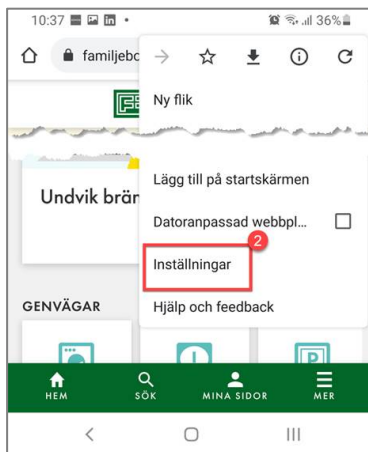 10:37
36%
familjebo
Ny flik
Lägg till på startskärmen
Undvik brän
Datoranpassad webbpl...
2
Inställningar
GENVÄGAR
Hjälp och feedback
P
HEM
SÖK
MINA SIDOR
MER